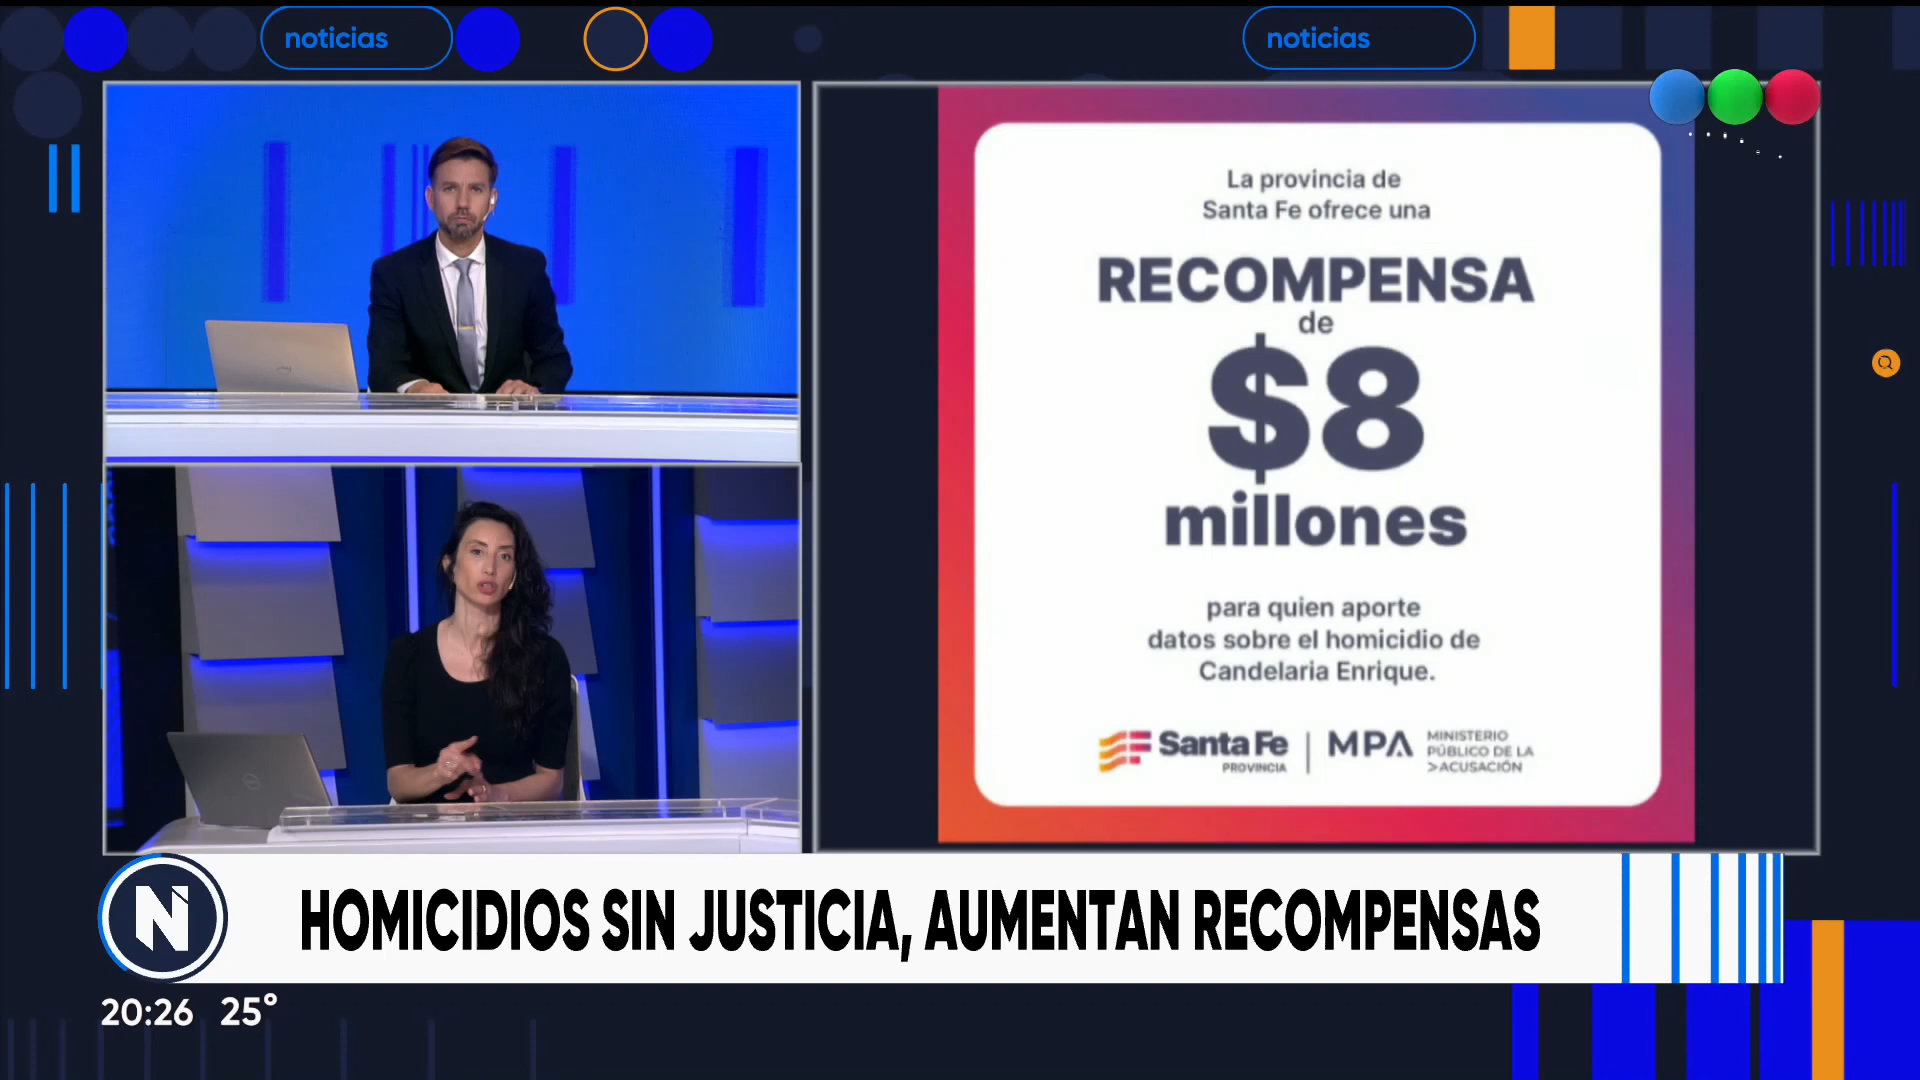 noticias
noticias
La provincia de
Santa Fe ofrece una
RECOMPENSA
de
$8
millones
para quien aporte
datos sobre el homicidio de
Candelaria Enrique.
Santa Fe
PROVINCIA
MPA
MINISTERIO
PÚBLICO DE LA
>ACUSACIÓN
N
HOMICIDIOS SIN JUSTICIA, AUMENTAN RECOMPENSAS
20:26 25°